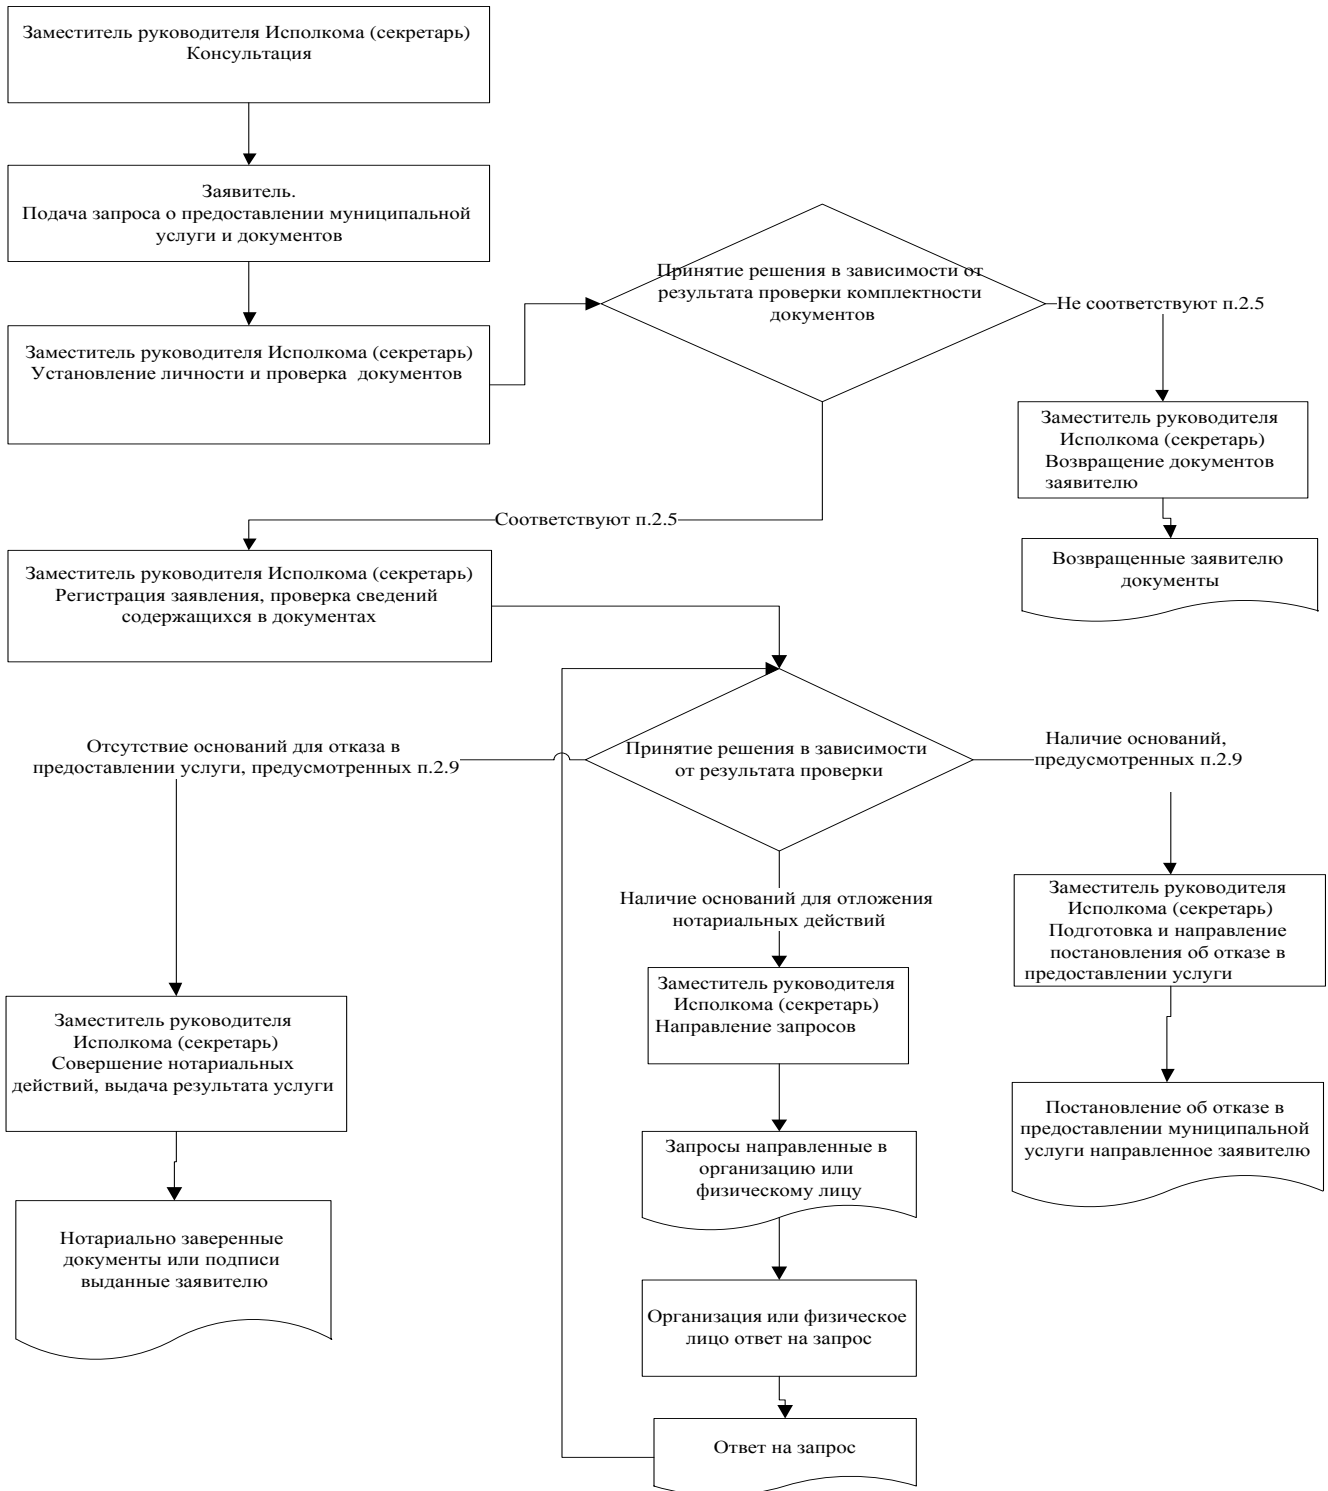 Заместитель руководителя Исполкома (секретарь)
Консультация
Заявитель.
Подача запроса о предоставлении муниципальной
услуги и документов
Принятие решения в зависимости от
результата проверки комплектности
документов
Не соответствуют п.2.5
Заместитель руководителя Исполкома (секретарь)
Установление личности и проверка документов
Заместитель руководителя
Исполкома (секретарь)
Возвращение документов
заявителю
Соответствуют п.2.5
Возвращенные заявителю
документы
Заместитель руководителя Исполкома (секретарь)
Регистрация заявления, проверка сведений
содержащихся в документах
Отсутствие оснований для отказа в
предоставлении услуги, предусмотренных п.2.9
Принятие решения в зависимости
от результата проверки
Наличие оснований,
предусмотренных п.2.9
Наличие оснований для отложения
нотариальных действий
Заместитель руководителя
Исполкома (секретарь)
Подготовка и направление
постановления об отказе в
предоставлении услуги
Заместитель руководителя
Исполкома (секретарь)
Направление запросов
Заместитель руководителя
Исполкома (секретарь)
Совершение нотариальных
действий, выдача результата услуги
Постановление об отказе в
предоставлении муниципальной
услуги направленное заявителю
Запросы направленные в
организацию или
физическому лицу
Нотариально заверенные
документы или подписи
выданные заявителю
Организация или физическое
лицо ответ на запрос
Ответ на запрос